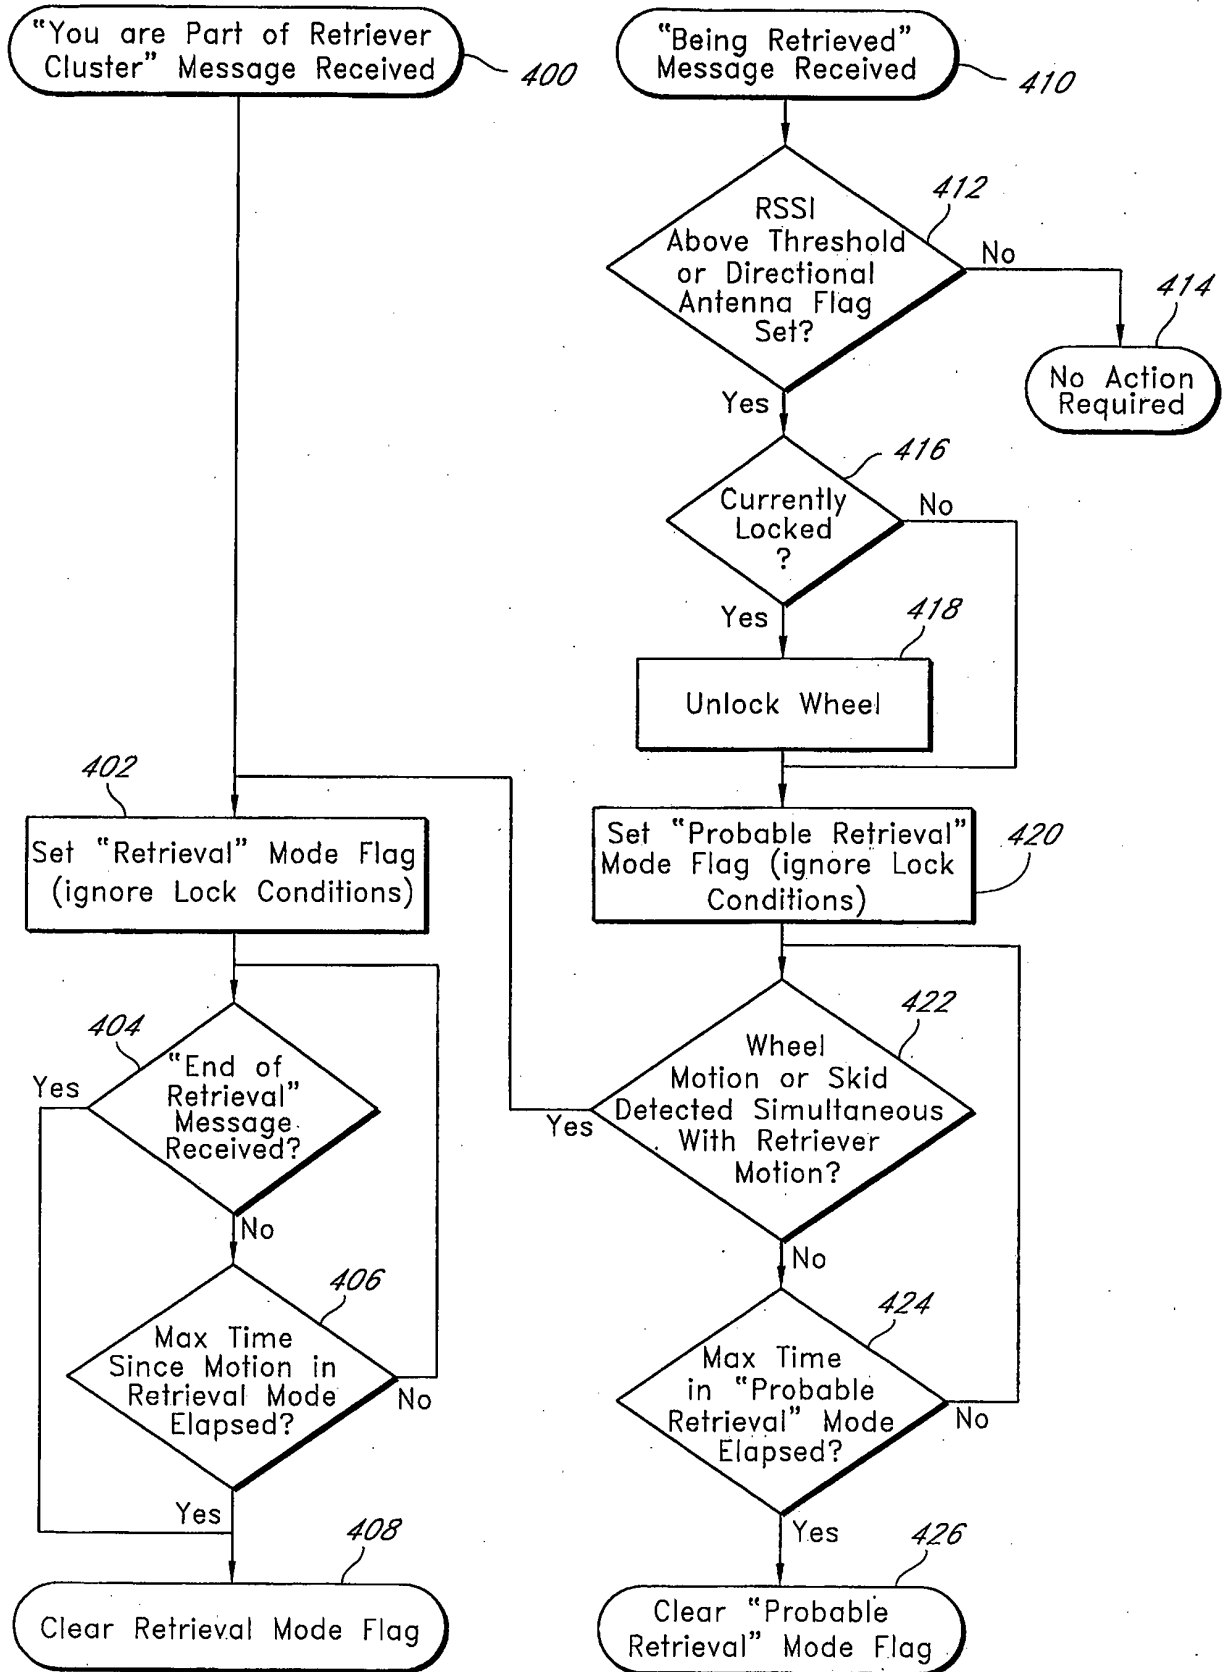 “You are Part of Retriever
Cluster” Message Received
400
“Being Retrieved”
Message Received
410
RSSI
Above Threshold
or Directional
Antenna Flag
Set?
412
No
414
No Action
Required
Yes
416
Currently
Locked
?
No
Yes
418
Unlock Wheel
402
Set “Retrieval” Mode Flag
(ignore Lock Conditions)
Set “Probable Retrieval”
Mode Flag (ignore Lock
Conditions)
420
404
“End of
Retrieval”
Message
Received?
Yes
No
422
Wheel
Motion or Skid
Detected Simultaneous
With Retriever
Motion?
Yes
No
406
Max Time
Since Motion in
Retrieval Mode
Elapsed?
No
Yes
424
Max Time
in “Probable
Retrieval” Mode
Elapsed?
No
Yes
408
Clear Retrieval Mode Flag
426
Clear “Probable
Retrieval” Mode Flag